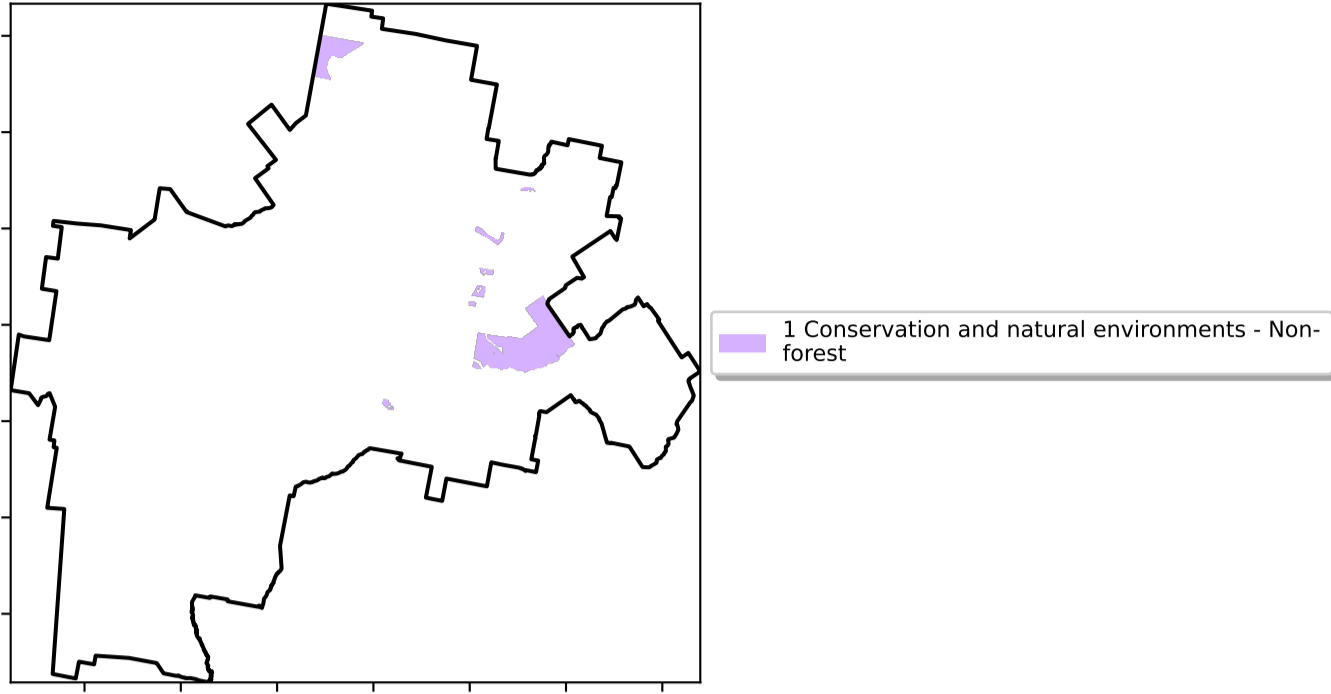 1 Conservation and natural environments - Non-
forest